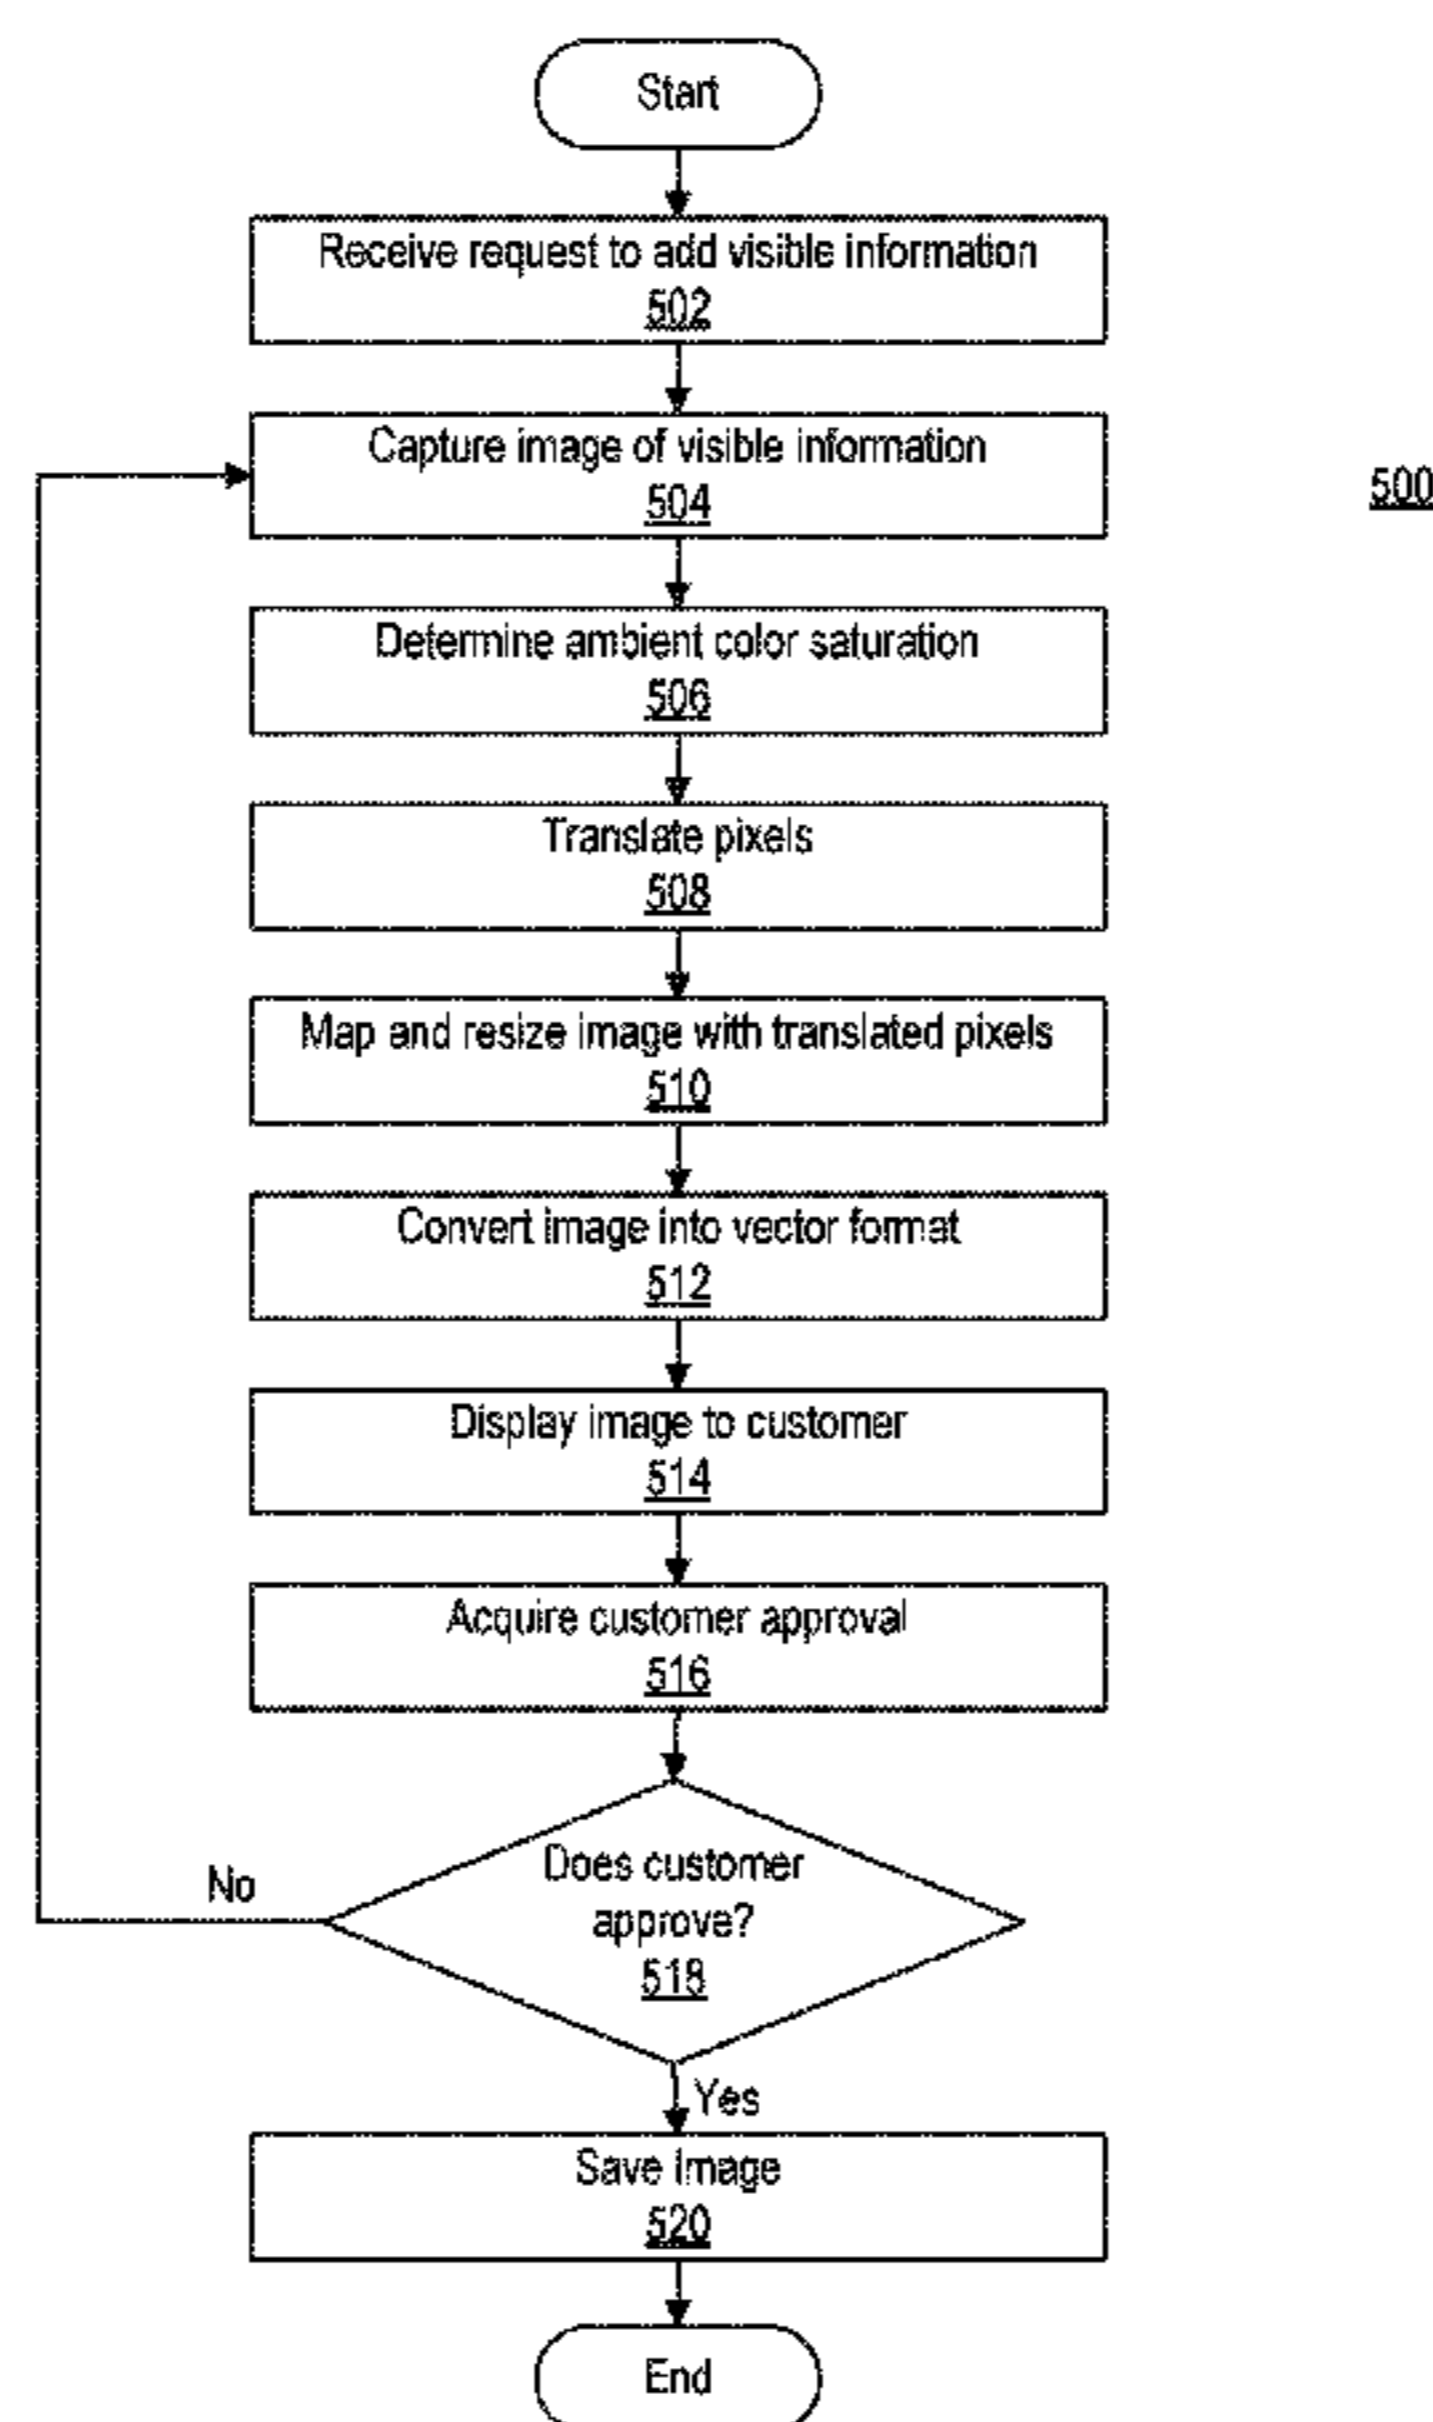 Start
Receive request to add visible information
502
Capture image of visible information
504
500
Determine ambient color saturation
506
Translate pixels
508
Map and resize image with translated pixels
510
Convert image into vector format
512
Display image to customer
514
Acquire customer approval
516
Does customer
approve?
518
No
Yes
Save Image
520
End